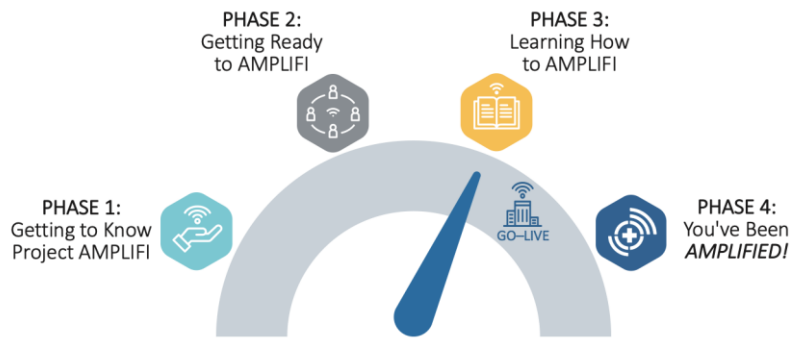 PHASE 1:
Getting to Know
Project AMPLIFI
PHASE 2:
Getting Ready
to AMPLIFI
PHASE 3:
Learning How
to AMPLIFI
GO–LIVE
PHASE 4:
You've Been
AMPLIFIED!